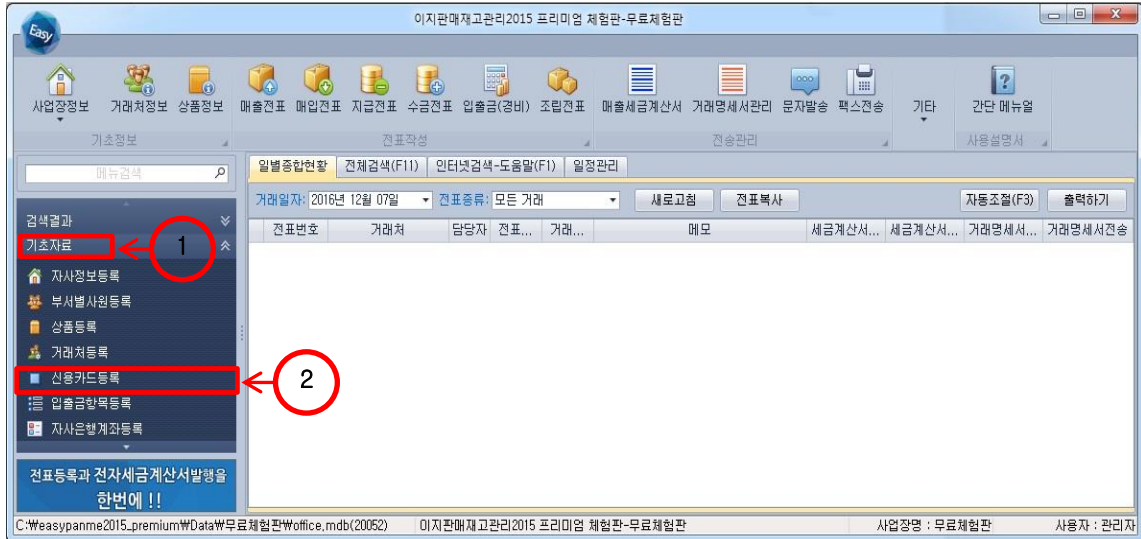 이지판매재고관리2015 프리미엄 체험판-무료체험판
Easy
사업장정보 거래처정보 상품정보 매출전표 매입전표 지급전표 수금전표 입출금(경비) 조립전표 매출세금계산서 거래명세서관리 문자발송 팩스전송 기타 간단 메뉴얼
기초정보 전표작성 전송관리 사용설명서
메뉴검색
일별종합현황 전체검색(F11) 인터넷검색-도움말(F1) 일정관리
거래일자: 2016년 12월 07일 전표종류: 모든 거래 새로고침 전표복사 자동조절(F3) 출력하기
전표번호 거래처 담당자 전표... 거래... 메모 세금계산서... 세금계산서... 거래명세서... 거래명세서전송
검색결과
기초자료
1
자사정보등록
부서별사원등록
상품등록
거래처등록
신용카드등록
2
입출금항목등록
자사은행계좌등록
전표등록과 전자세금계산서발행을
한번에 !!
C:₩easypanme2015_premium₩Data₩무료체험판₩office.mdb(20052) 이지판매재고관리2015 프리미엄 체험판-무료체험판 사업장명 : 무료체험판 사용자 : 관리자